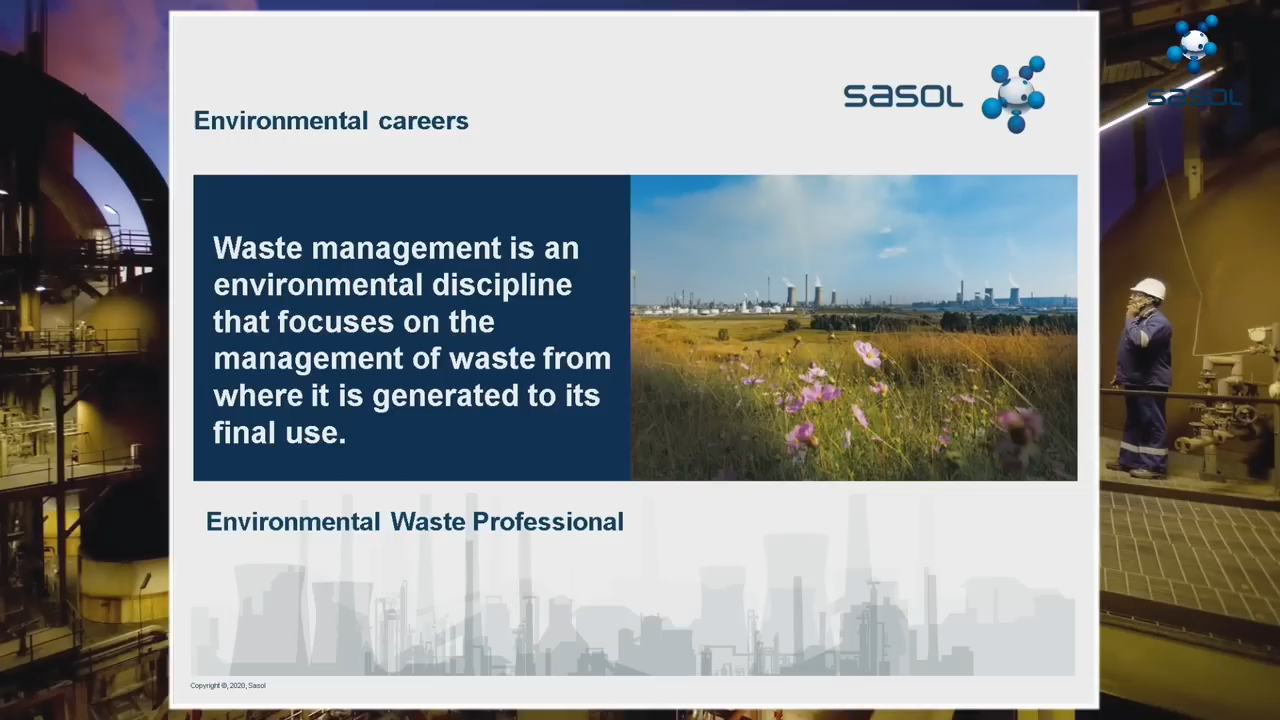 sasol
sasol
Environmental careers
Waste management is an
environmental discipline
that focuses on the
management of waste from
where it is generated to its
final use.
Environmental Waste Professional
Copyright ©, 2020, Sasol